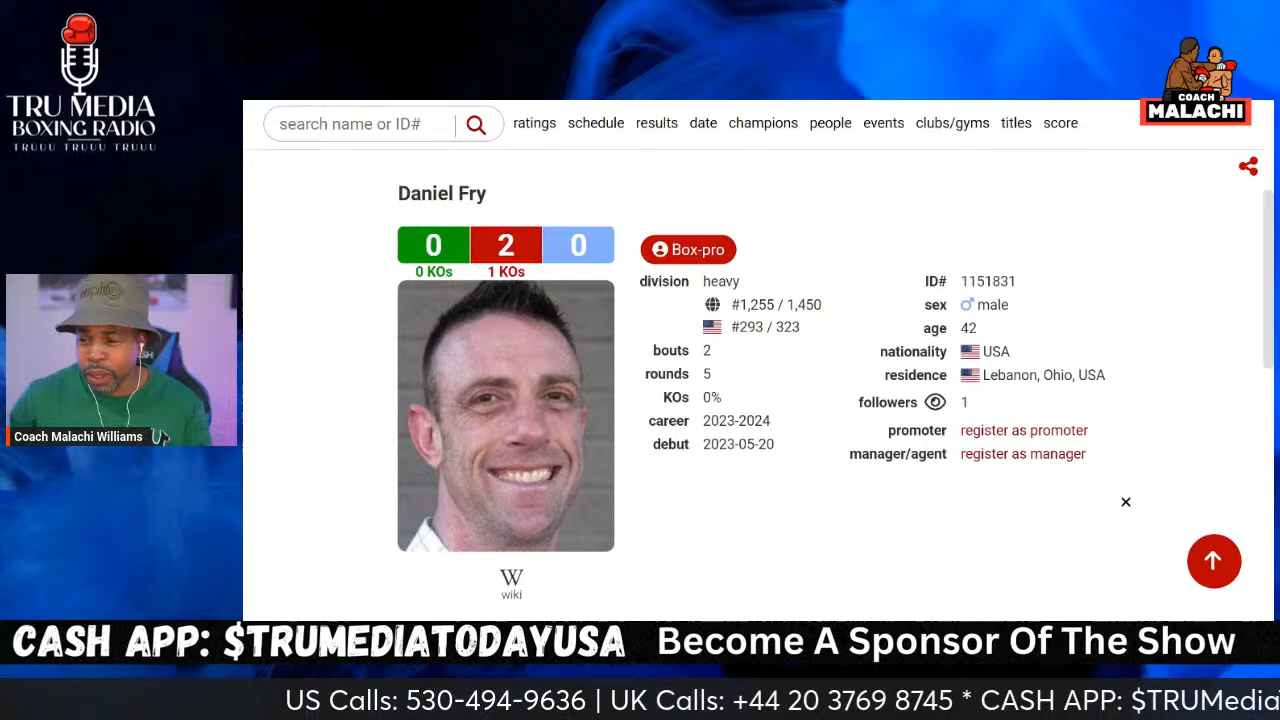 TRU MEDIA
BOXING RADIO
TRUUU TRUUU TRUUU
COACH
MALACHI
search name or ID#
ratings schedule results date champions people events clubs/gyms titles score
Daniel Fry
0 2 0
0 KOs 1 KOs
Box-pro
division heavy
#1,255 / 1,450
#293 / 323
bouts 2
rounds 5
KOs 0%
career 2023-2024
debut 2023-05-20
ID# 1151831
sex ♂ male
age 42
nationality USA
residence Lebanon, Ohio, USA
followers 1
promoter register as promoter
manager/agent register as manager
×
W
wiki
Coach Malachi Williams
CASH APP: $TRUMEDIATODAYUSA Become A Sponsor Of The Show
US Calls: 530-494-9636 | UK Calls: +44 20 3769 8745 * CASH APP: $TRUMedia